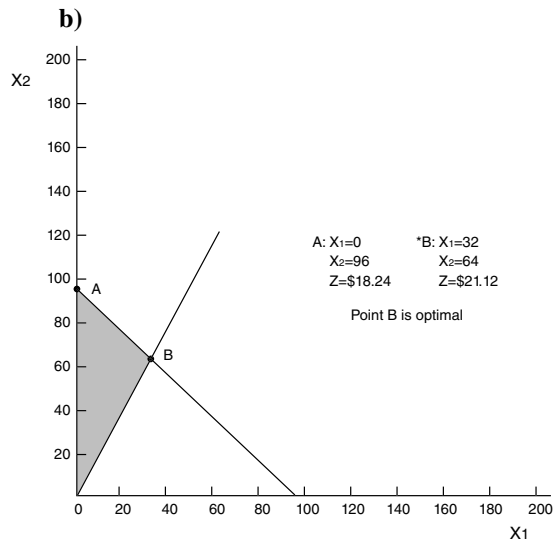 b)
X2
200
180
160
140
120
100
80
60
40
20
A
B
A: X1=0 *B: X1=32
X2=96 X2=64
Z=$18.24 Z=$21.12
Point B is optimal
0 20 40 60 80 100 120 140 160 180 200
X1